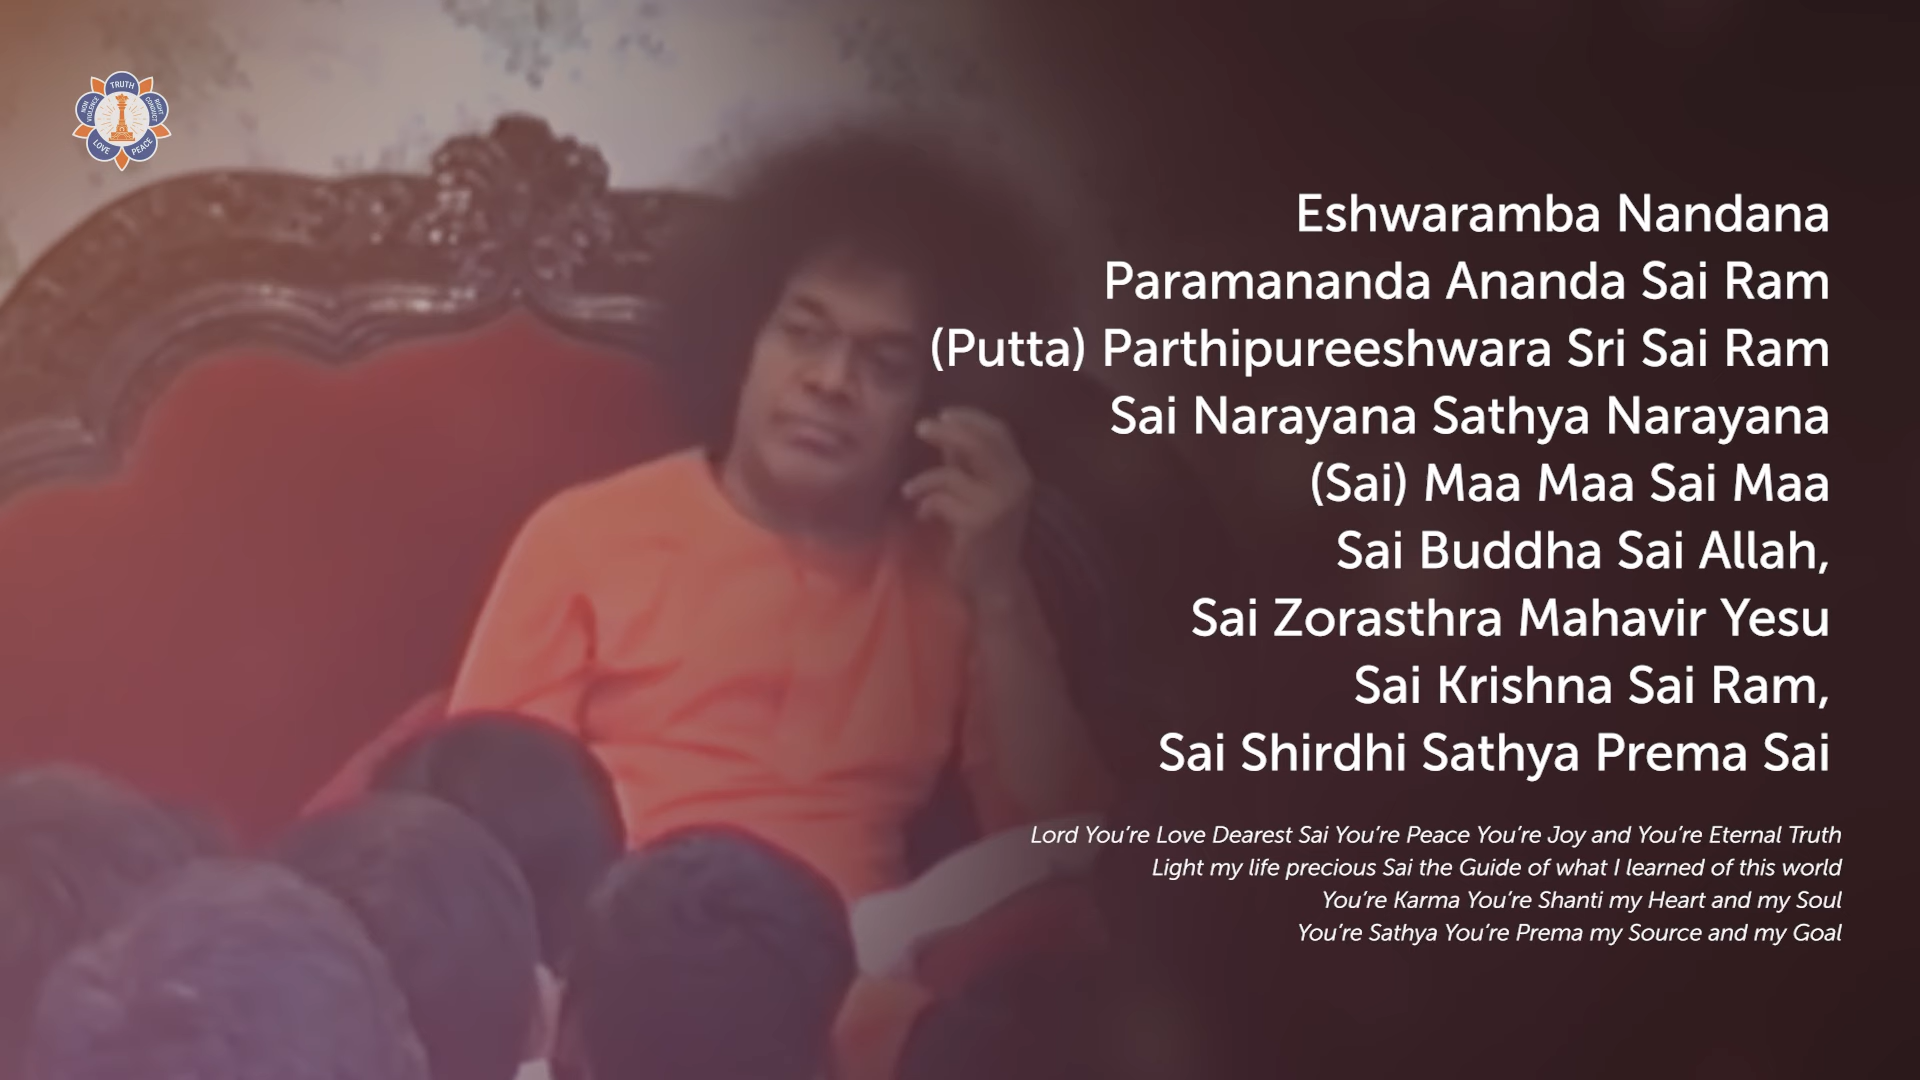 TRUTH
RIGHT CONDUCT
PEACE
LOVE
NON VIOLENCE
Eshwaramba Nandana
Paramananda Ananda Sai Ram
(Putta) Parthipureeshwara Sri Sai Ram
Sai Narayana Sathya Narayana
(Sai) Maa Maa Sai Maa
Sai Buddha Sai Allah,
Sai Zorasthra Mahavir Yesu
Sai Krishna Sai Ram,
Sai Shirdhi Sathya Prema Sai
Lord You’re Love Dearest Sai You’re Peace You’re Joy and You’re Eternal Truth
Light my life precious Sai the Guide of what I learned of this world
You’re Karma You’re Shanti my Heart and my Soul
You’re Sathya You’re Prema my Source and my Goal